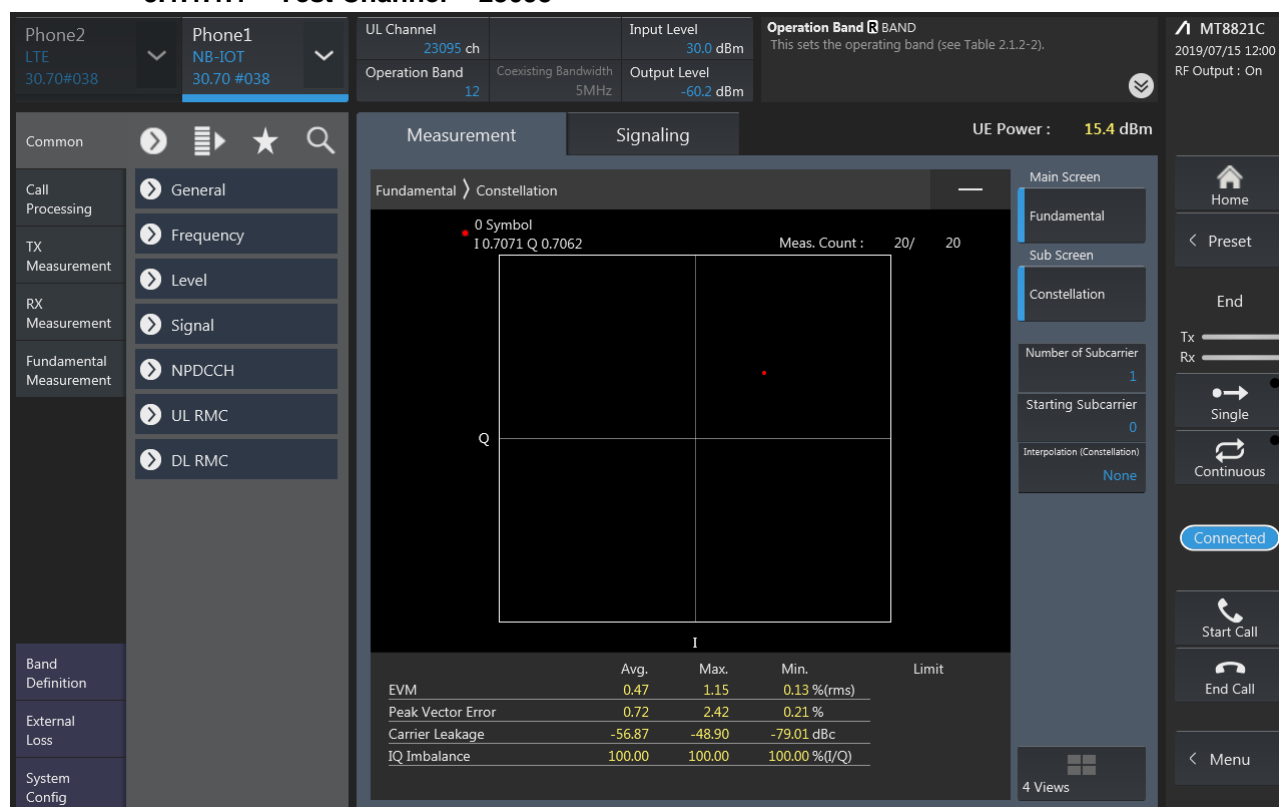 Phone2
LTE
30.70#038
Phone1
NB-IOT
30.70 #038
UL Channel
23095 ch
Input Level
30.0 dBm
Operation Band
12
Coexisting Bandwidth
5MHz
Output Level
-60.2 dBm
Operation Band R BAND
This sets the operating band (see Table 2.1.2-2).
MT8821C
2019/07/15 12:00
RF Output : On
Common
Measurement
Signaling
UE Power : 15.4 dBm
Call
Processing
TX
Measurement
RX
Measurement
Fundamental
Measurement
General
Frequency
Level
Signal
NPDCCH
UL RMC
DL RMC
Fundamental 〉 Constellation
0 Symbol
I 0.7071 Q 0.7062
Meas. Count : 20/ 20
Q
I
Avg. Max. Min. Limit
EVM 0.47 1.15 0.13 %(rms)
Peak Vector Error 0.72 2.42 0.21 %
Carrier Leakage -56.87 -48.90 -79.01 dBc
IQ Imbalance 100.00 100.00 100.00 %(I/Q)
Main Screen
Fundamental
Sub Screen
Constellation
Number of Subcarrier
1
Starting Subcarrier
0
Interpolation (Constellation)
None
4 Views
Home
< Preset
End
Tx
Rx
Single
Continuous
Connected
Start Call
End Call
< Menu
Band
Definition
External
Loss
System
Config